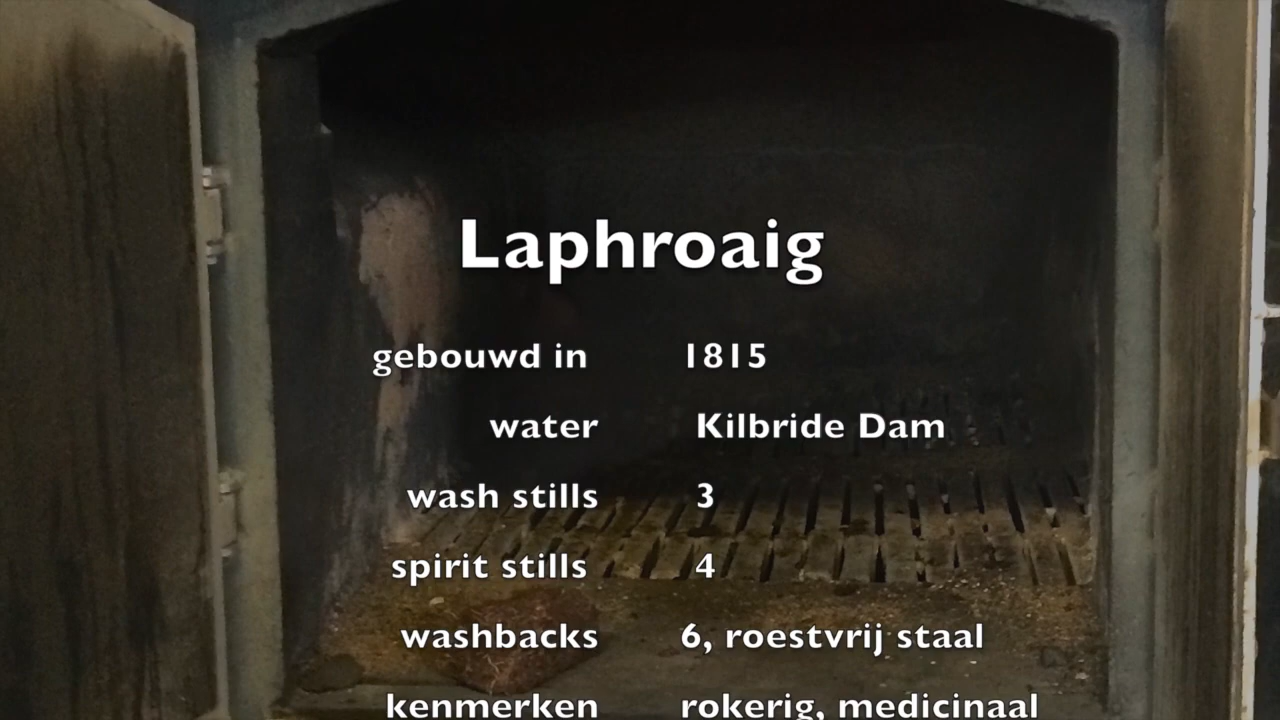 Laphroaig
gebouwd in 1815
water Kilbride Dam
wash stills 3
spirit stills 4
washbacks 6, roestvrij staal
kenmerken rokerig, medicinaal